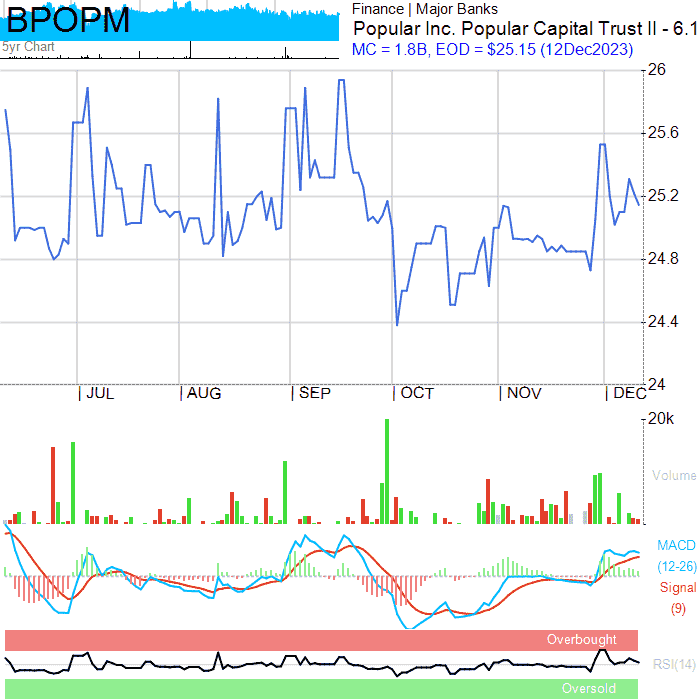 BPOPM
5yr Chart
Finance | Major Banks
Popular Inc. Popular Capital Trust II - 6.1
MC = 1.8B, EOD = $25.15 (12Dec2023)
26
25.6
25.2
24.8
24.4
24
| JUL | AUG | SEP | OCT | NOV | DEC
20k
Volume
MACD
(12-26)
Signal
(9)
Overbought
RSI(14)
Oversold